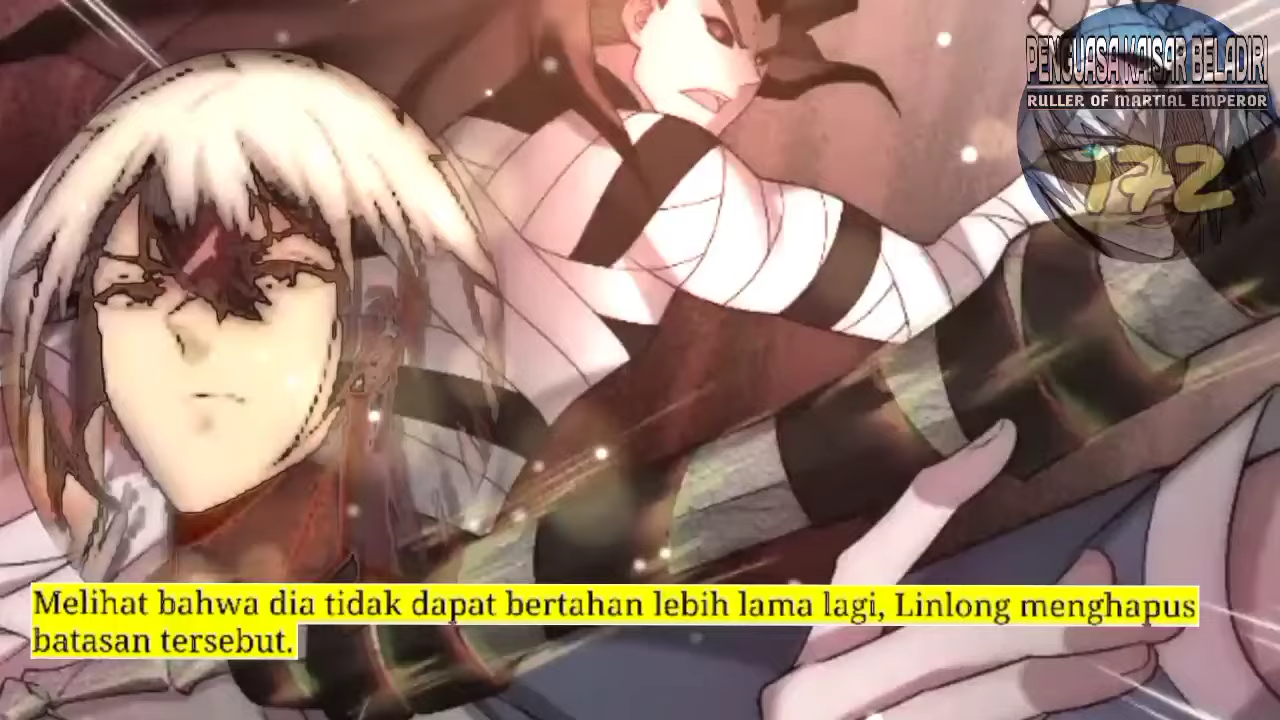 PENGUASA KAISAR BELADIRI
RULLER OF MARTIAL EMPEROR
172
Melihat bahwa dia tidak dapat bertahan lebih lama lagi, Linlong menghapus
batasan tersebut.